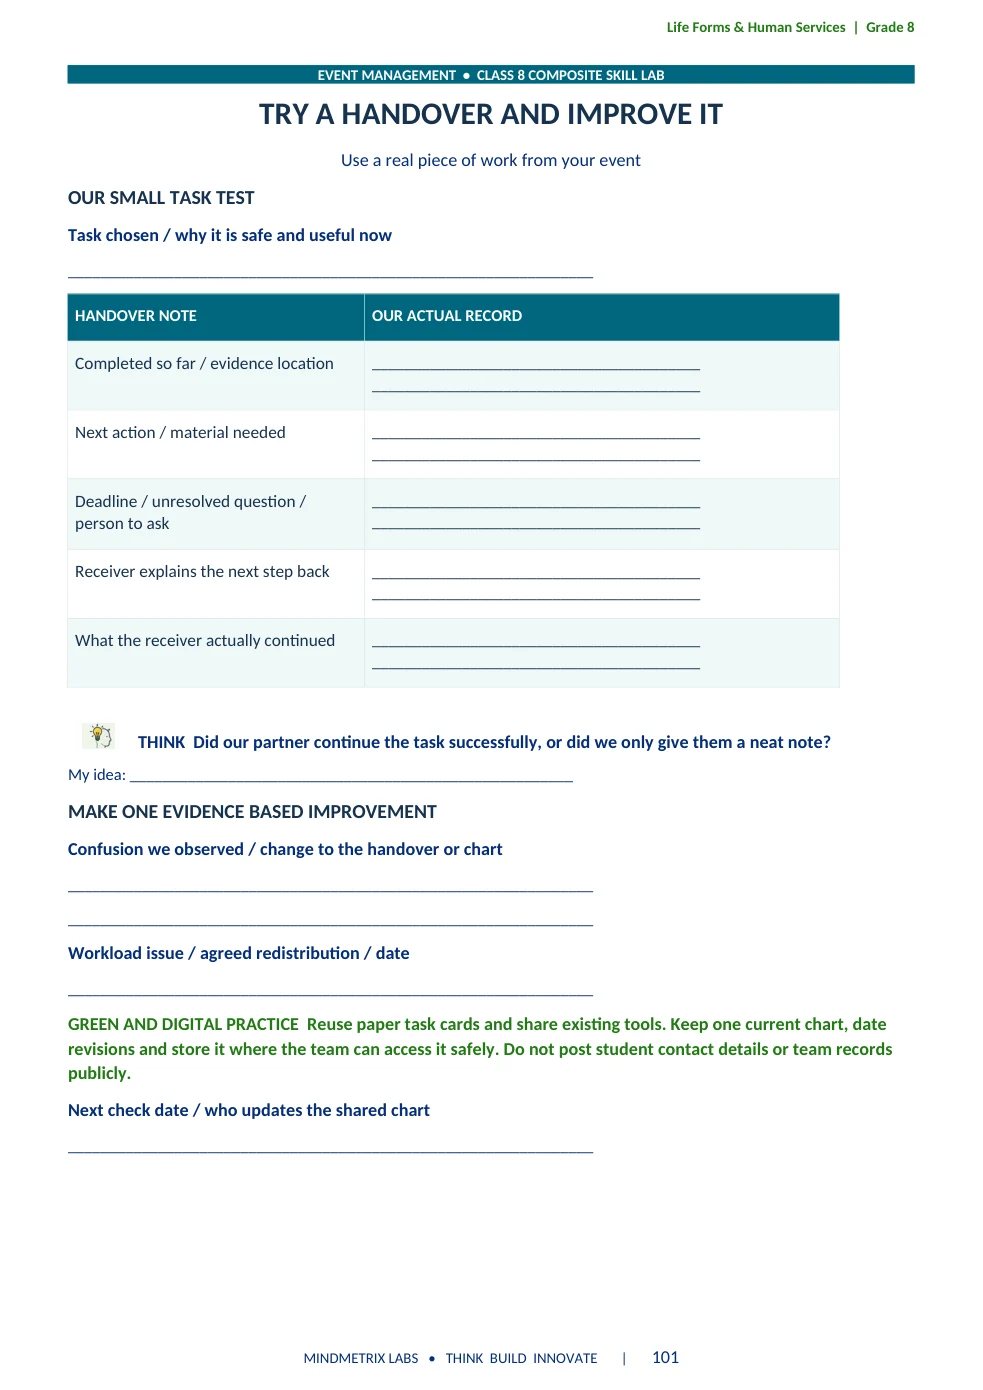 Life Forms & Human Services | Grade 8
EVENT MANAGEMENT ● CLASS 8 COMPOSITE SKILL LAB
TRY A HANDOVER AND IMPROVE IT
Use a real piece of work from your event
OUR SMALL TASK TEST
Task chosen / why it is safe and useful now
HANDOVER NOTE OUR ACTUAL RECORD
Completed so far / evidence location
Next action / material needed
Deadline / unresolved question /
person to ask
Receiver explains the next step back
What the receiver actually continued
THINK Did our partner continue the task successfully, or did we only give them a neat note?
My idea:
MAKE ONE EVIDENCE BASED IMPROVEMENT
Confusion we observed / change to the handover or chart
Workload issue / agreed redistribution / date
GREEN AND DIGITAL PRACTICE Reuse paper task cards and share existing tools. Keep one current chart, date
revisions and store it where the team can access it safely. Do not post student contact details or team records
publicly.
Next check date / who updates the shared chart
MINDMETRIX LABS ● THINK BUILD INNOVATE | 101